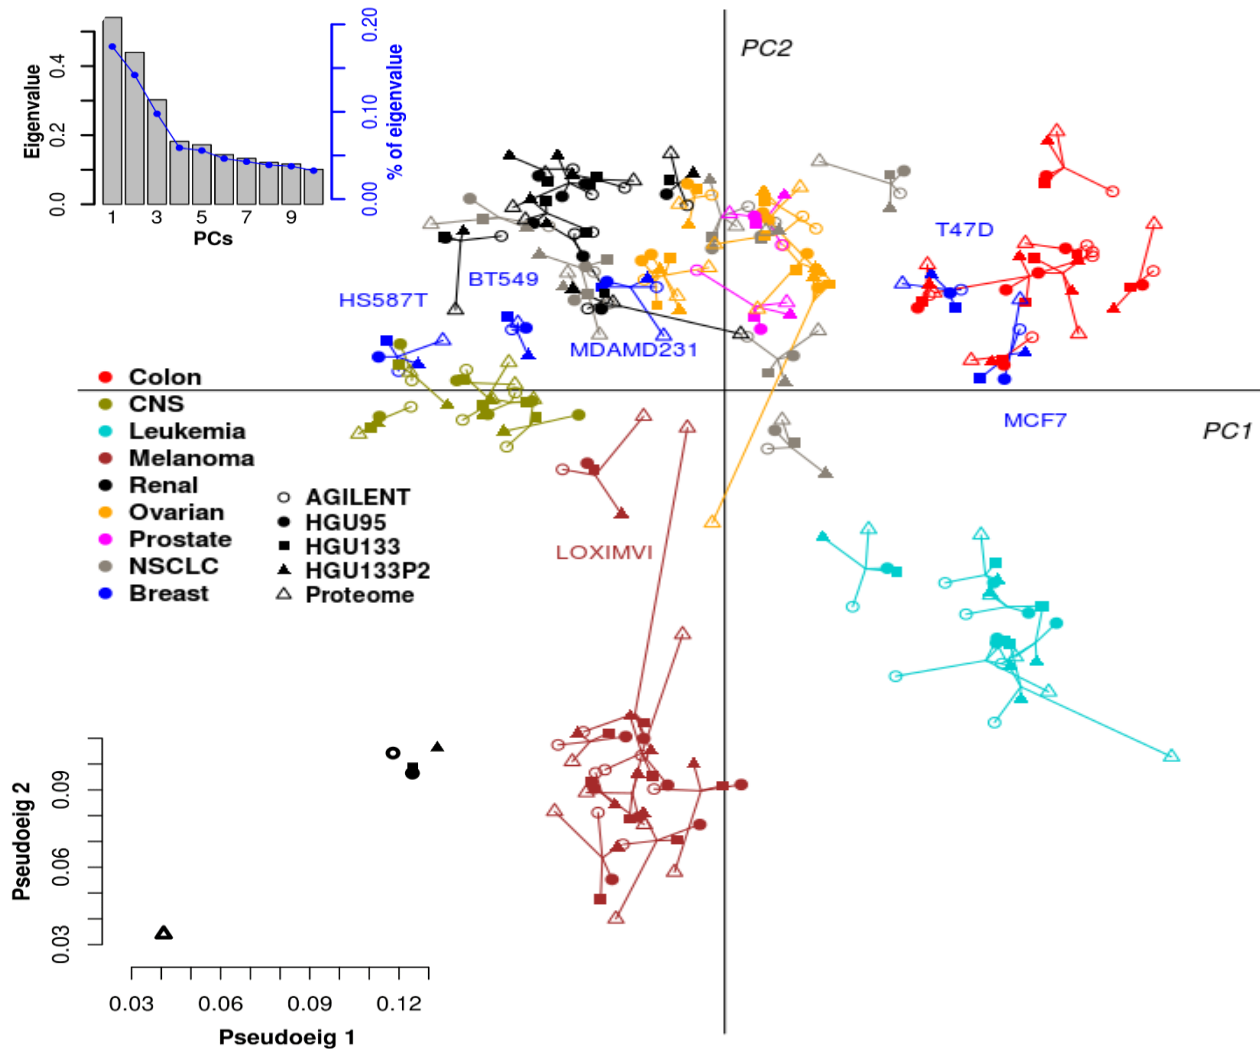 0.20
PC2
Eigenvalue
0.4
0.10
% of eigenvalue
0.2
0.0
0.00
1 3 5 7 9
PCs
T47D
BT549
HS587T
MDAMD231
Colon
CNS
MCF7
Leukemia
PC1
Melanoma
Renal
AGILENT
Ovarian
HGU95
Prostate
HGU133
LOXIMVI
NSCLC
HGU133P2
Breast
Proteome
Pseudoeig 2
0.09
0.06
0.03
0.03 0.06 0.09 0.12
Pseudoeig 1